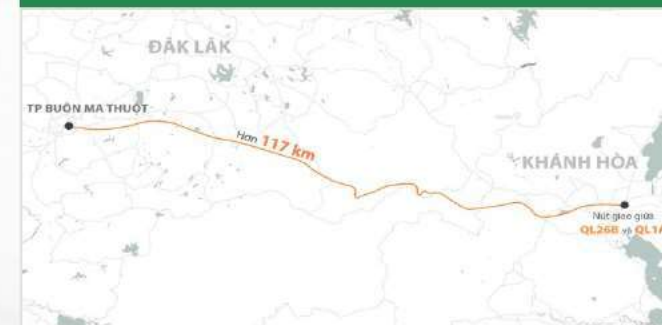 ĐẮK LẮK
TP BUÔN MA THUỘT
Hơn 117 km
KHÁNH HÒA
Nút giao giữa
QL26B và QL1A